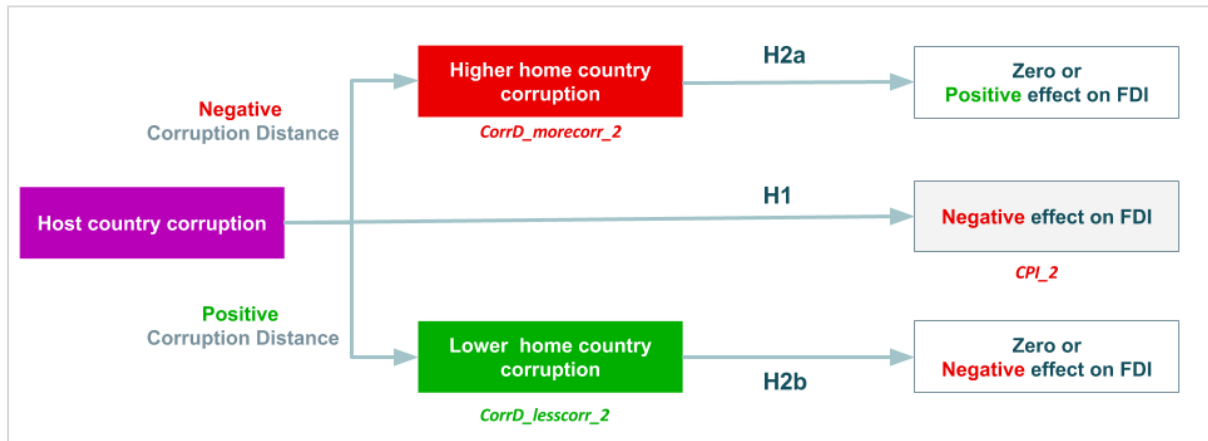 Higher home country
corruption
CorrD_morecorr_2
H2a
Zero or
Positive effect on FDI
Negative
Corruption Distance
Host country corruption
H1
Negative effect on FDI
CPI_2
Positive
Corruption Distance
Lower home country
corruption
CorrD_lesscorr_2
H2b
Zero or
Negative effect on FDI